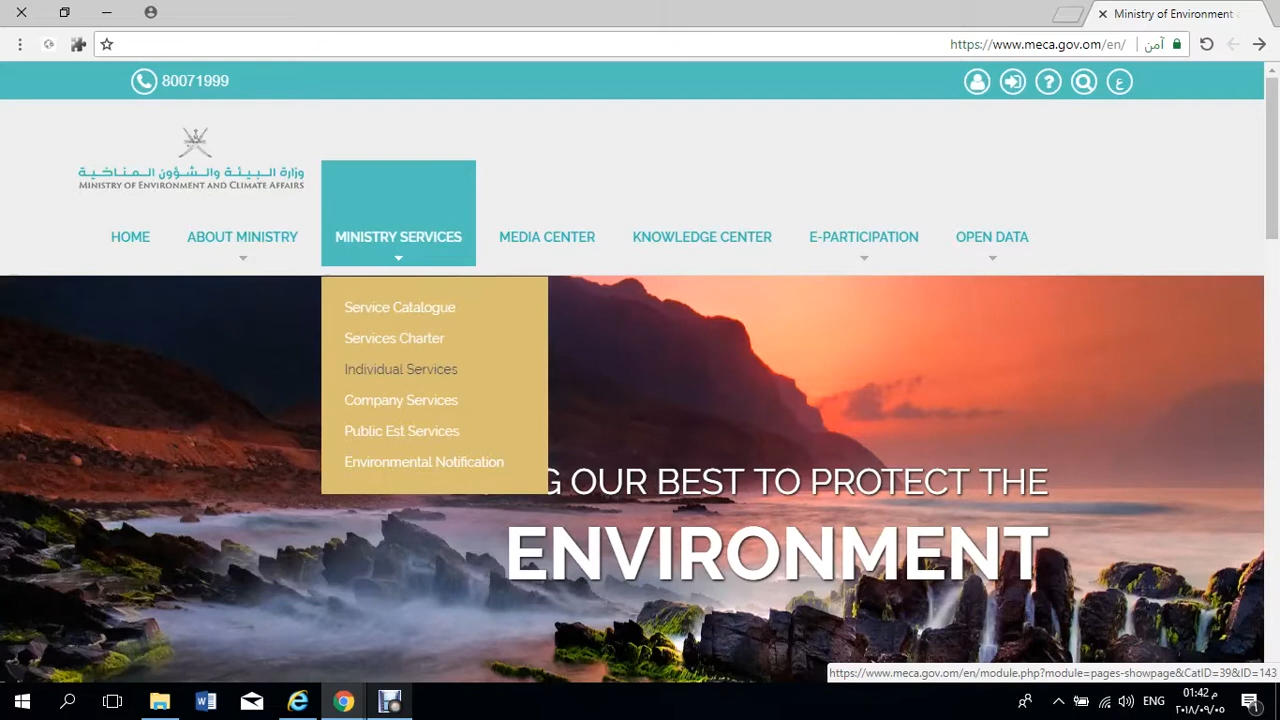 Ministry of Environment
https://www.meca.gov.om/en/
آمن
80071999
ع
وزارة البيئة والشؤون المناخية
MINISTRY OF ENVIRONMENT AND CLIMATE AFFAIRS
HOME
ABOUT MINISTRY
MINISTRY SERVICES
MEDIA CENTER
KNOWLEDGE CENTER
E-PARTICIPATION
OPEN DATA
Service Catalogue
Services Charter
Individual Services
Company Services
Public Est Services
Environmental Notification
G OUR BEST TO PROTECT THE
ENVIRONMENT
https://www.meca.gov.om/en/module.php?module=pages-showpage&CatID=39&ID=143
ENG
01:42 م
٢٠١٨/٠٩/٠٥